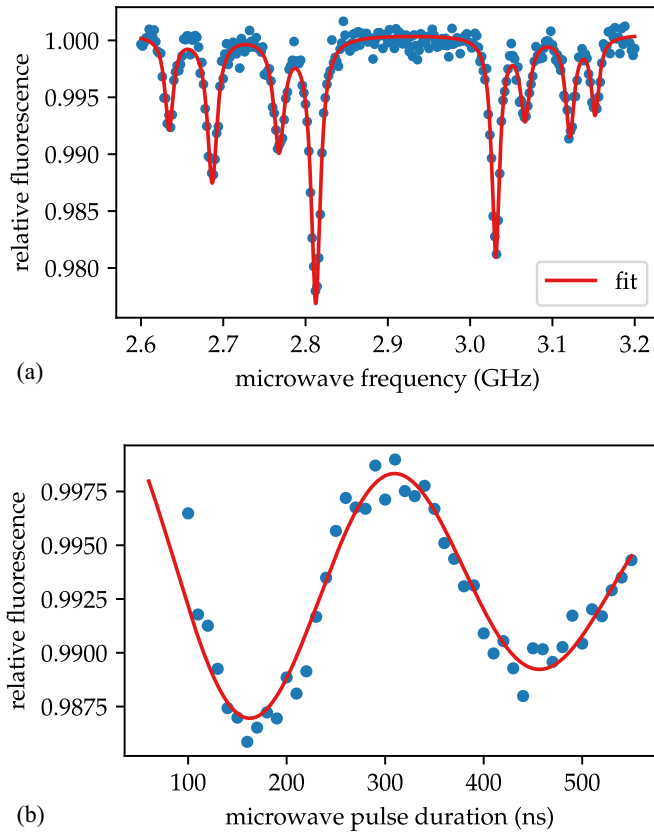 1.000
0.995
0.990
0.985
0.980
relative fluorescence
fit
2.6 2.7 2.8 2.9 3.0 3.1 3.2
(a)
microwave frequency (GHz)
0.9975
0.9950
0.9925
0.9900
0.9875
relative fluorescence
100 200 300 400 500
(b)
microwave pulse duration (ns)